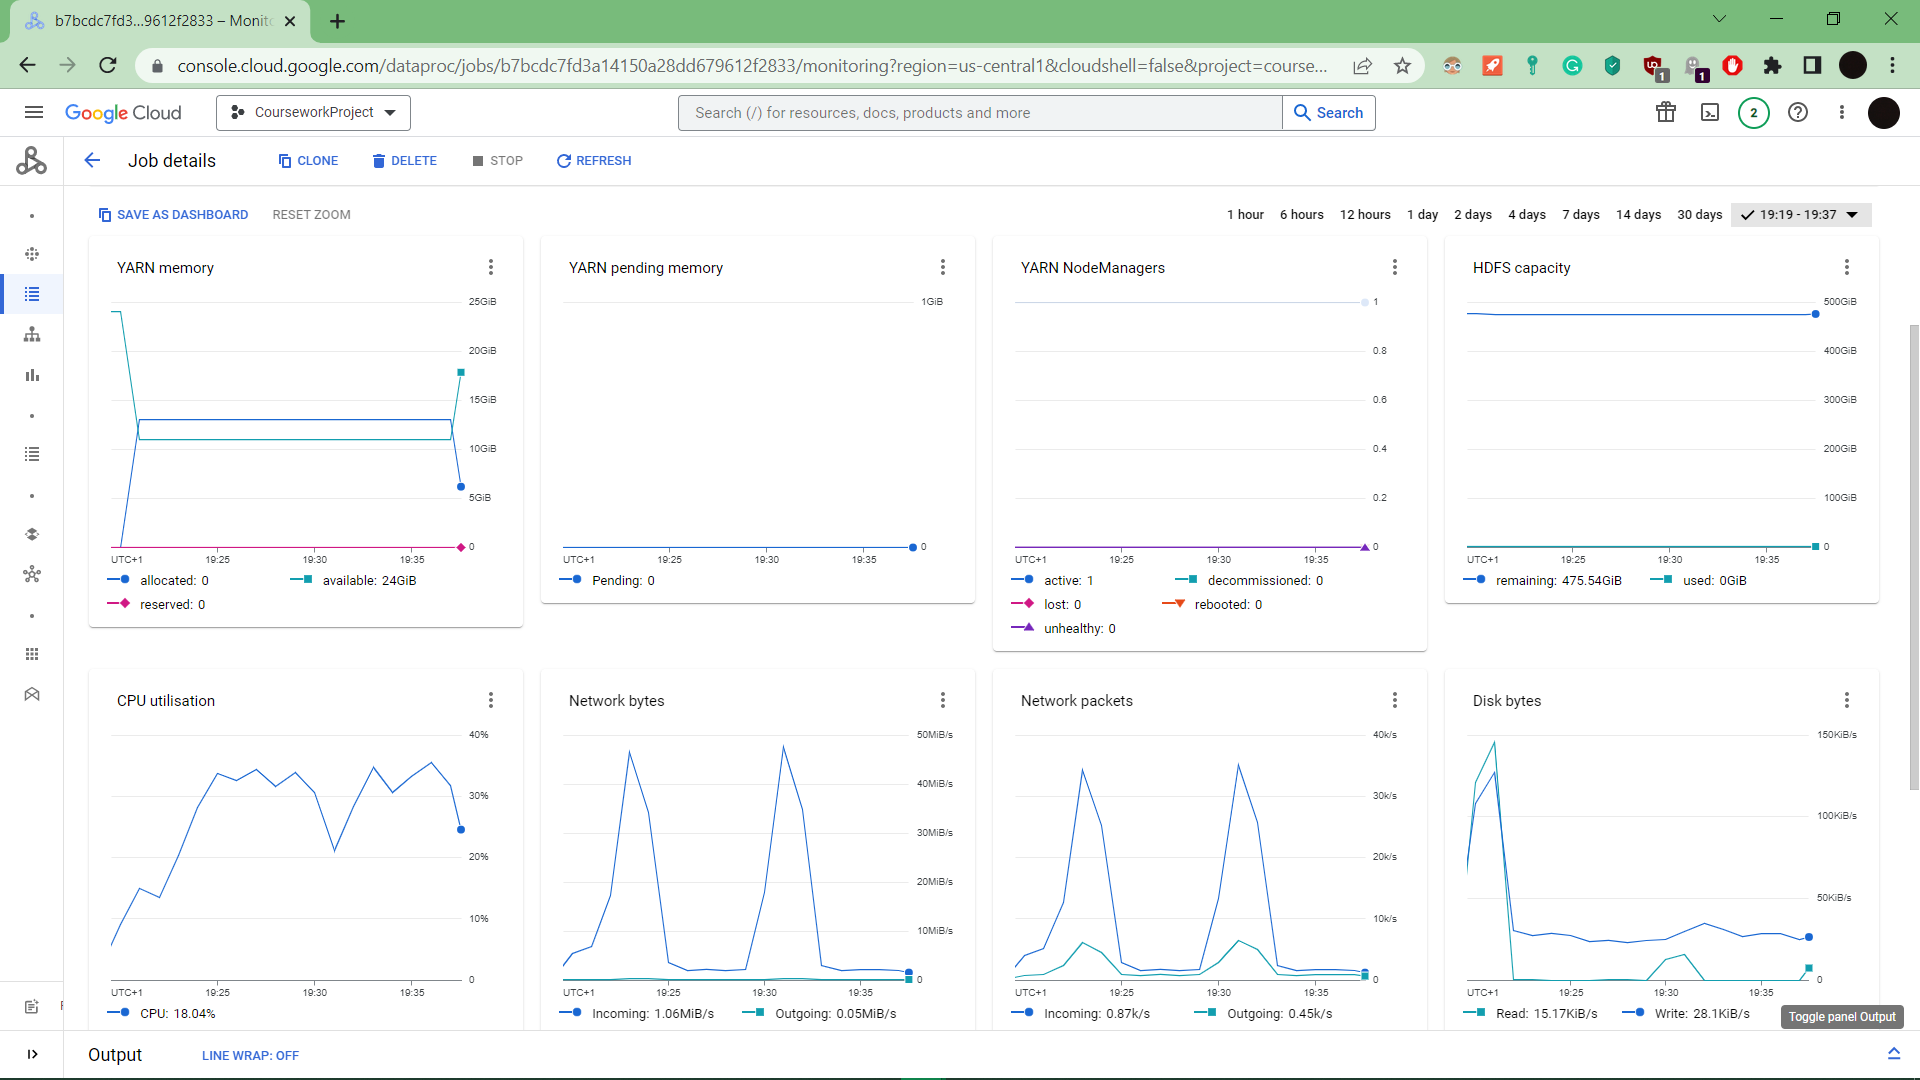 b7bcdc7fd3...9612f2833 – Monito
console.cloud.google.com/dataproc/jobs/b7bcdc7fd3a14150a28dd679612f2833/monitoring?region=us-central1&cloudshell=false&project=course...
1 1
Google Cloud CourseworkProject Search (/) for resources, docs, products and more Search 2
Job details CLONE DELETE STOP REFRESH
SAVE AS DASHBOARD RESET ZOOM 1 hour 6 hours 12 hours 1 day 2 days 4 days 7 days 14 days 30 days 19:19 - 19:37
YARN memory
25GiB
20GiB
15GiB
10GiB
5GiB
0
UTC+1 19:25 19:30 19:35
allocated: 0 available: 24GiB
reserved: 0
YARN pending memory
1GiB
0
UTC+1 19:25 19:30 19:35
Pending: 0
YARN NodeManagers
1
0.8
0.6
0.4
0.2
0
UTC+1 19:25 19:30 19:35
active: 1 decommissioned: 0
lost: 0 rebooted: 0
unhealthy: 0
HDFS capacity
500GiB
400GiB
300GiB
200GiB
100GiB
0
UTC+1 19:25 19:30 19:35
remaining: 475.54GiB used: 0GiB
CPU utilisation
40%
30%
20%
10%
0
UTC+1 19:25 19:30 19:35
CPU: 18.04%
Network bytes
50MiB/s
40MiB/s
30MiB/s
20MiB/s
10MiB/s
0
UTC+1 19:25 19:30 19:35
Incoming: 1.06MiB/s Outgoing: 0.05MiB/s
Network packets
40k/s
30k/s
20k/s
10k/s
0
UTC+1 19:25 19:30 19:35
Incoming: 0.87k/s Outgoing: 0.45k/s
Disk bytes
150KiB/s
100KiB/s
50KiB/s
0
UTC+1 19:25 19:30 19:35
Read: 15.17KiB/s Write: 28.1KiB/s
Toggle panel Output
Output LINE WRAP: OFF